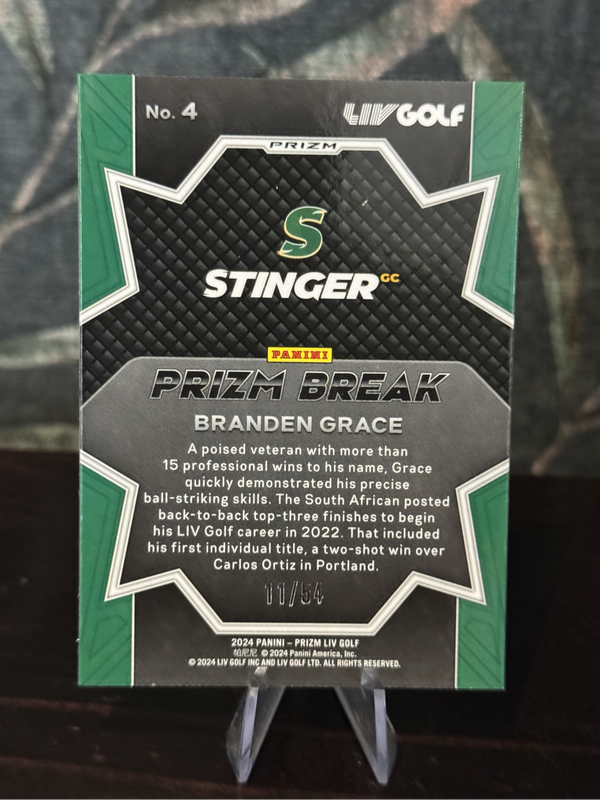 No. 4
LIV GOLF
PRIZM
S
STINGER GC
PANINI
PRIZM BREAK
BRANDEN GRACE
A poised veteran with more than
15 professional wins to his name, Grace
quickly demonstrated his precise
ball-striking skills. The South African posted
back-to-back top-three finishes to begin
his LIV Golf career in 2022. That included
his first individual title, a two-shot win over
Carlos Ortiz in Portland.
11/54
2024 PANINI – PRIZM LIV GOLF
帕尼尼 © 2024 Panini America, Inc.
© 2024 LIV GOLF INC AND LIV GOLF LTD. ALL RIGHTS RESERVED.